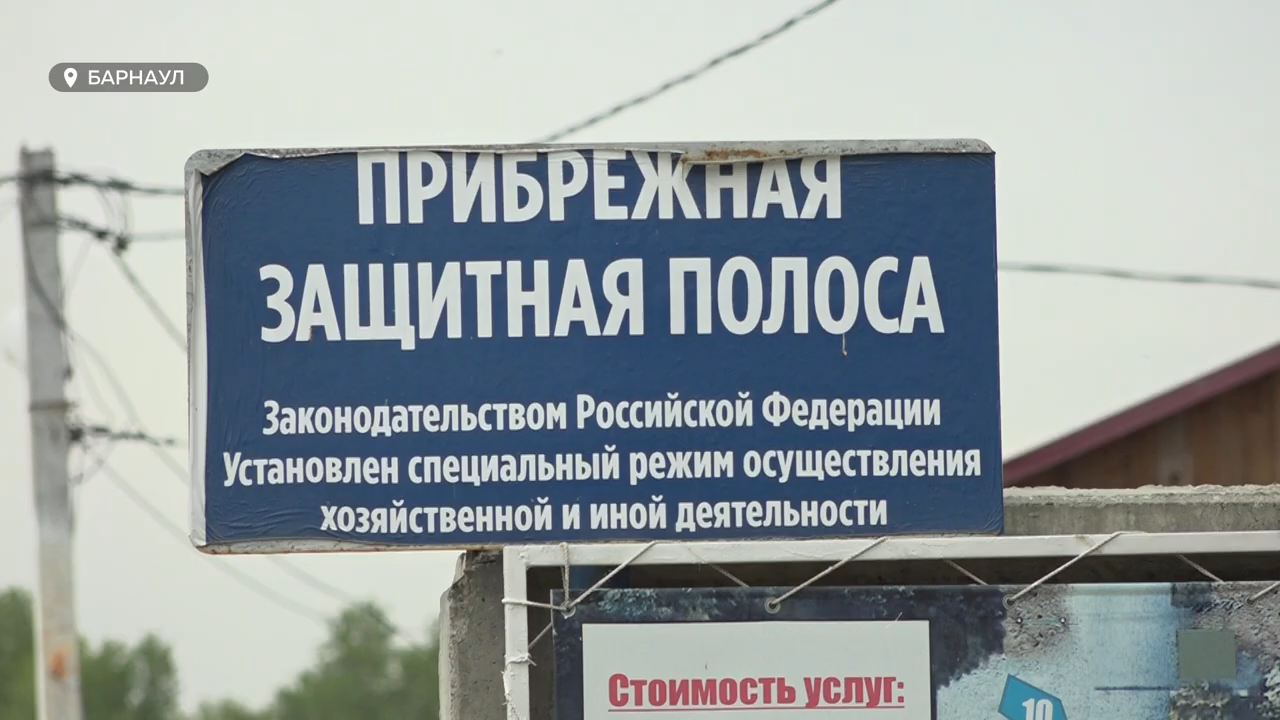 БАРНАУЛ
ПРИБРЕЖНАЯ
ЗАЩИТНАЯ ПОЛОСА
Законодательством Российской Федерации
Установлен специальный режим осуществления
хозяйственной и иной деятельности
Стоимость услуг:
10